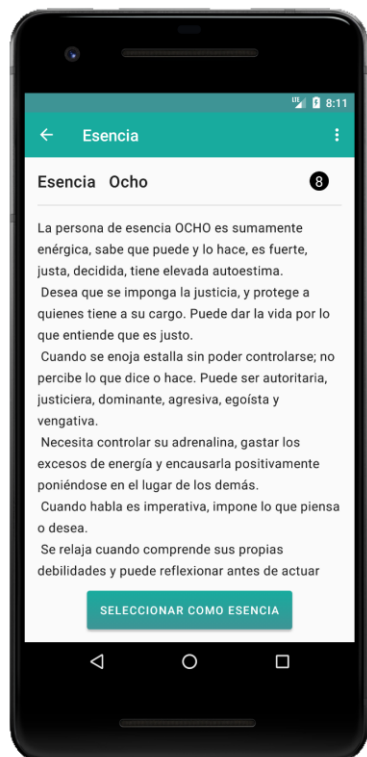 LTE 8:11
Esencia
Esencia Ocho 8
La persona de esencia OCHO es sumamente
enérgica, sabe que puede y lo hace, es fuerte,
justa, decidida, tiene elevada autoestima.
Desea que se imponga la justicia, y protege a
quienes tiene a su cargo. Puede dar la vida por lo
que entiende que es justo.
Cuando se enoja estalla sin poder controlarse; no
percibe lo que dice o hace. Puede ser autoritaria,
justiciera, dominante, agresiva, egoísta y
vengativa.
Necesita controlar su adrenalina, gastar los
excesos de energía y encausarla positivamente
poniéndose en el lugar de los demás.
Cuando habla es imperativa, impone lo que piensa
o desea.
Se relaja cuando comprende sus propias
debilidades y puede reflexionar antes de actuar
SELECCIONAR COMO ESENCIA